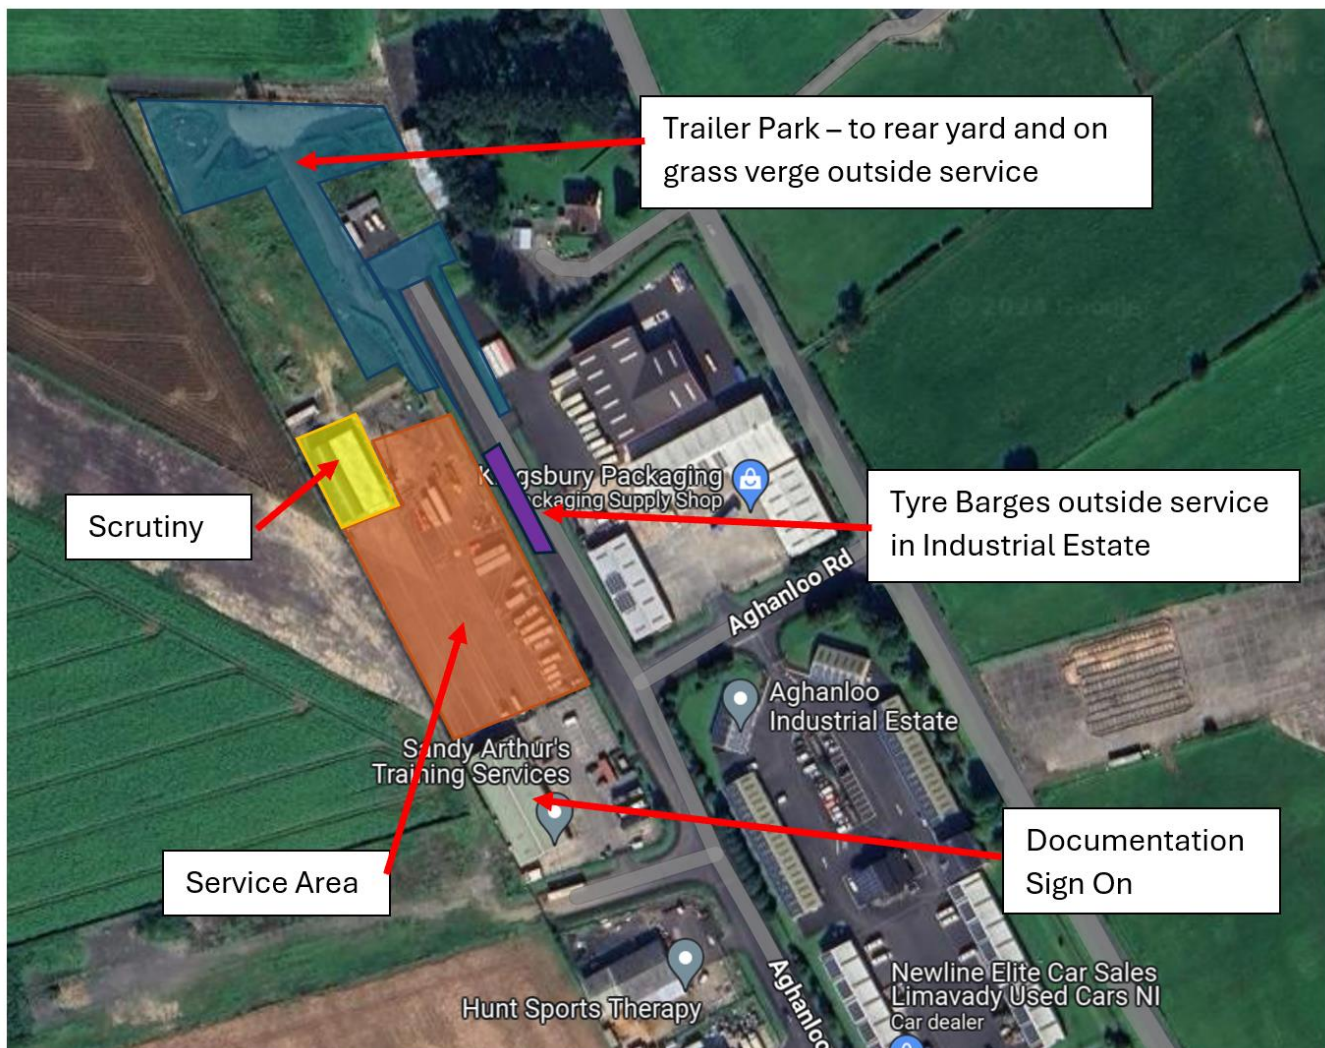 Trailer Park – to rear yard and on
grass verge outside service
Scrutiny
Kingsbury Packaging
Packaging Supply Shop
Tyre Barges outside service
in Industrial Estate
Aghanloo Rd
Aghanloo
Industrial Estate
Sandy Arthur's
Training Services
Service Area
Documentation
Sign On
Hunt Sports Therapy
Aghanloo
Newline Elite Car Sales
Limavady Used Cars NI
Car dealer